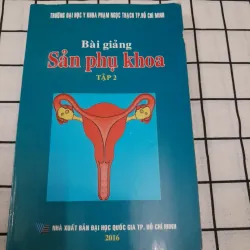 TRƯỜNG ĐẠI HỌC Y KHOA PHẠM NGỌC THẠCH TP.HỒ CHÍ MINH
Bài giảng
Sản phụ khoa
TẬP 2
NHÀ XUẤT BẢN ĐẠI HỌC QUỐC GIA TP. HỒ CHÍ MINH
2016